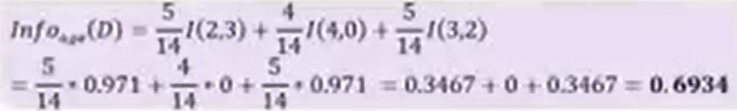 Info_age(D) = 5/14 I(2,3) + 4/14 I(4,0) + 5/14 I(3,2)
= 5/14 * 0.971 + 4/14 * 0 + 5/14 * 0.971 = 0.3467 + 0 + 0.3467 = 0.6934